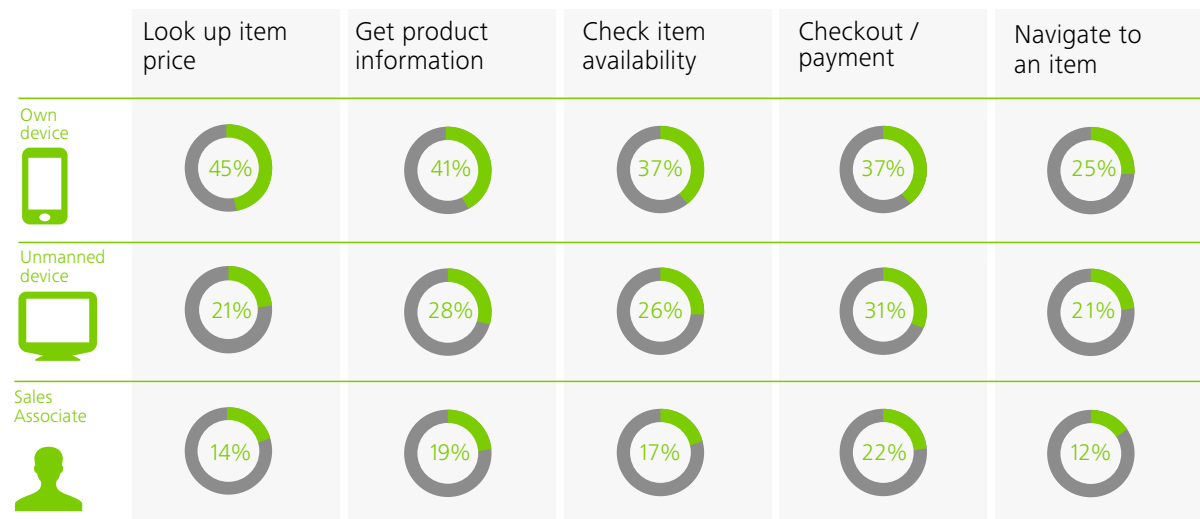 Look up item
price
Get product
information
Check item
availability
Checkout /
payment
Navigate to
an item
Own
device
45%
41%
37%
37%
25%
Unmanned
device
21%
28%
26%
31%
21%
Sales
Associate
14%
19%
17%
22%
12%